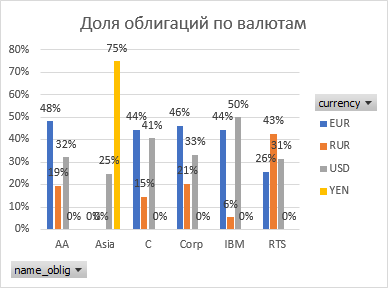 Доля облигаций по валютам
80%
70%
60%
50%
40%
30%
20%
10%
0%
48% 19% 32% 0%
0% 0% 25% 75%
44% 15% 41% 0%
46% 21% 33% 0%
44% 6% 50% 0%
26% 43% 31% 0%
AA Asia C Corp IBM RTS
currency
EUR
RUR
USD
YEN
name_oblig